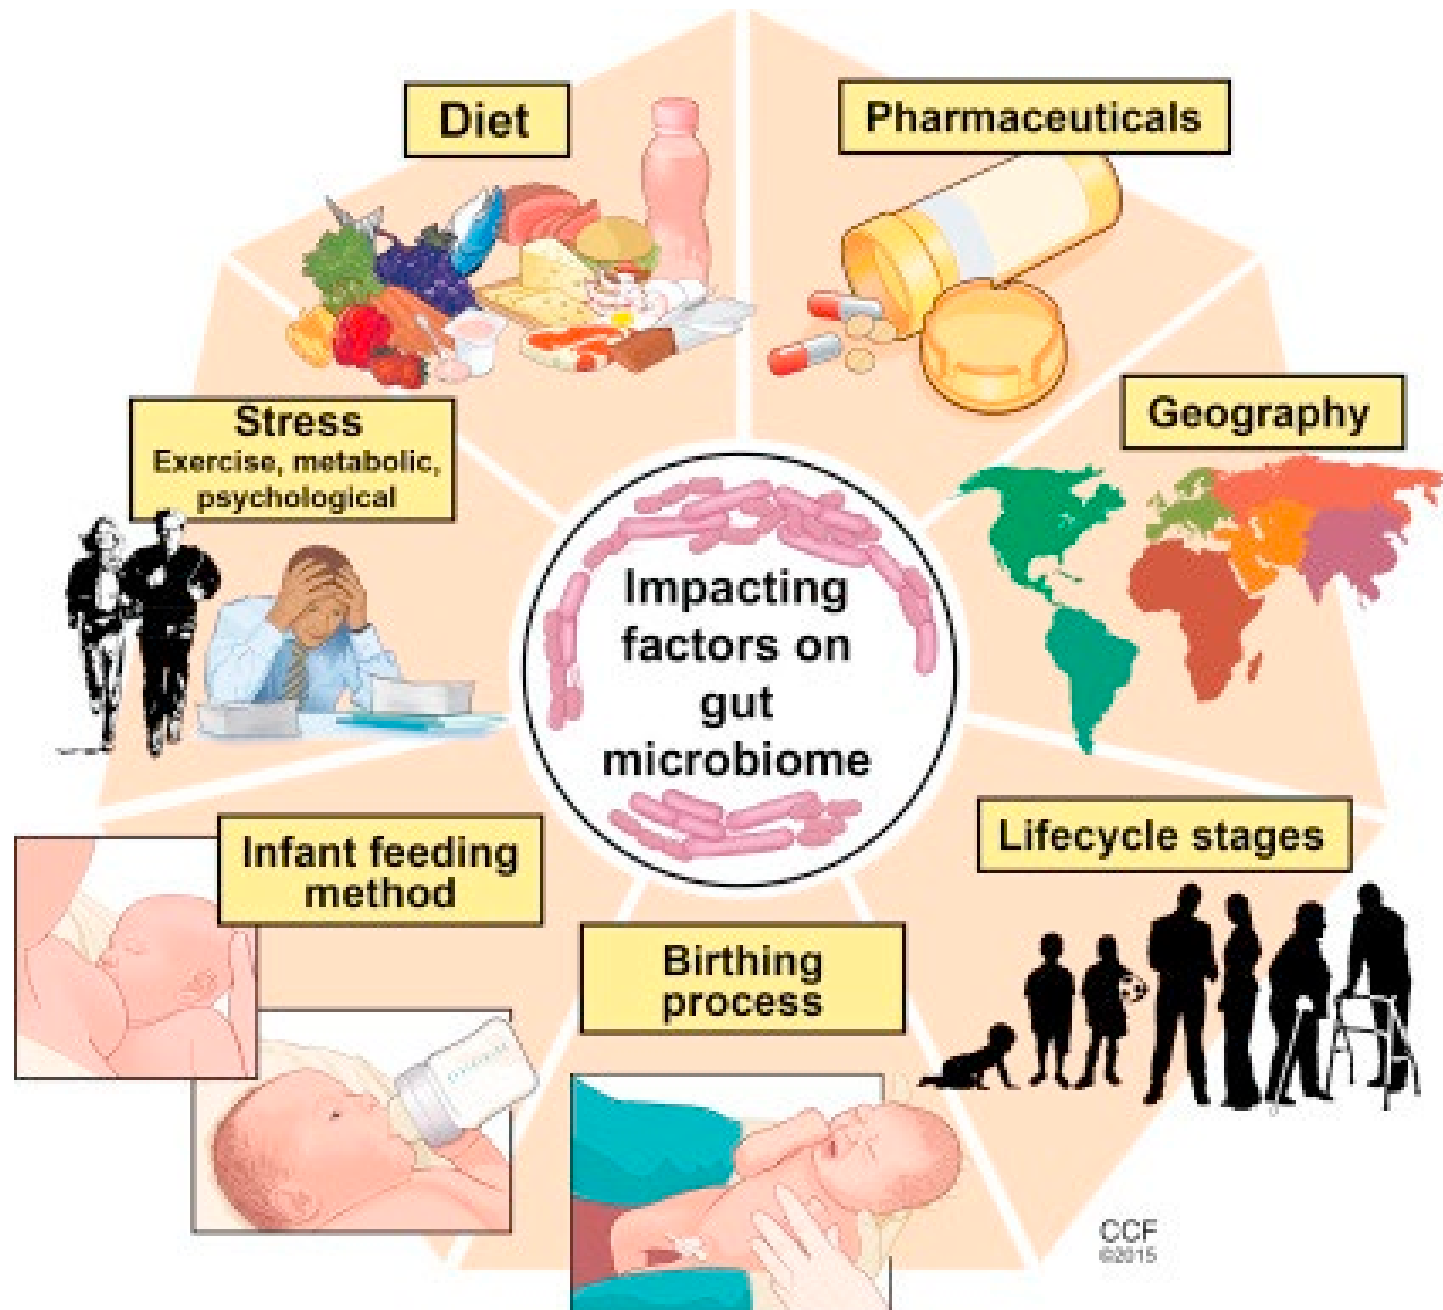 Diet
Pharmaceuticals
Geography
Stress
Exercise, metabolic,
psychological
Impacting
factors on
gut
microbiome
Lifecycle stages
Infant feeding
method
Birthing
process
CCF
©2015